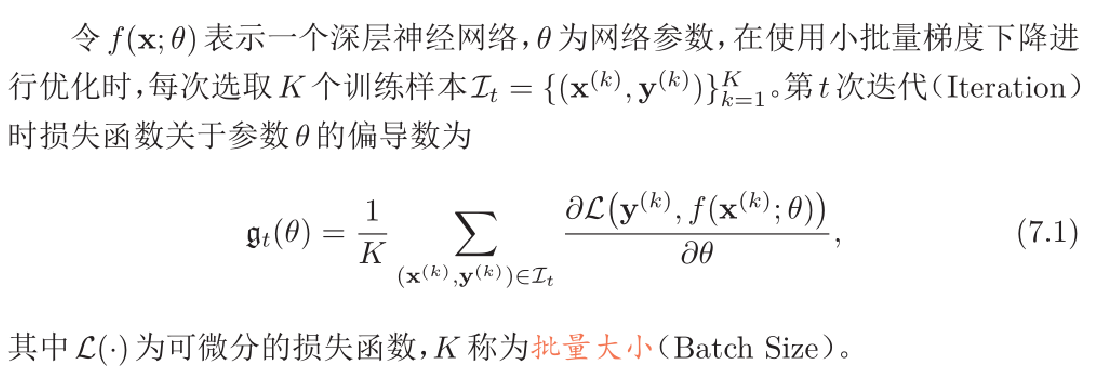 令 f(x; θ) 表示一个深层神经网络，θ 为网络参数，在使用小批量梯度下降进
行优化时，每次选取 K 个训练样本 ℐₜ = {(x⁽ᵏ⁾, y⁽ᵏ⁾)}ᴷₖ₌₁。第 t 次迭代（Iteration）
时损失函数关于参数 θ 的偏导数为
𝔤ₜ(θ) = 1/K ∑_{(x⁽ᵏ⁾,y⁽ᵏ⁾)∈ℐₜ} ∂ℒ(y⁽ᵏ⁾, f(x⁽ᵏ⁾; θ))/∂θ, (7.1)
其中 ℒ(·) 为可微分的损失函数，K 称为批量大小（Batch Size）。